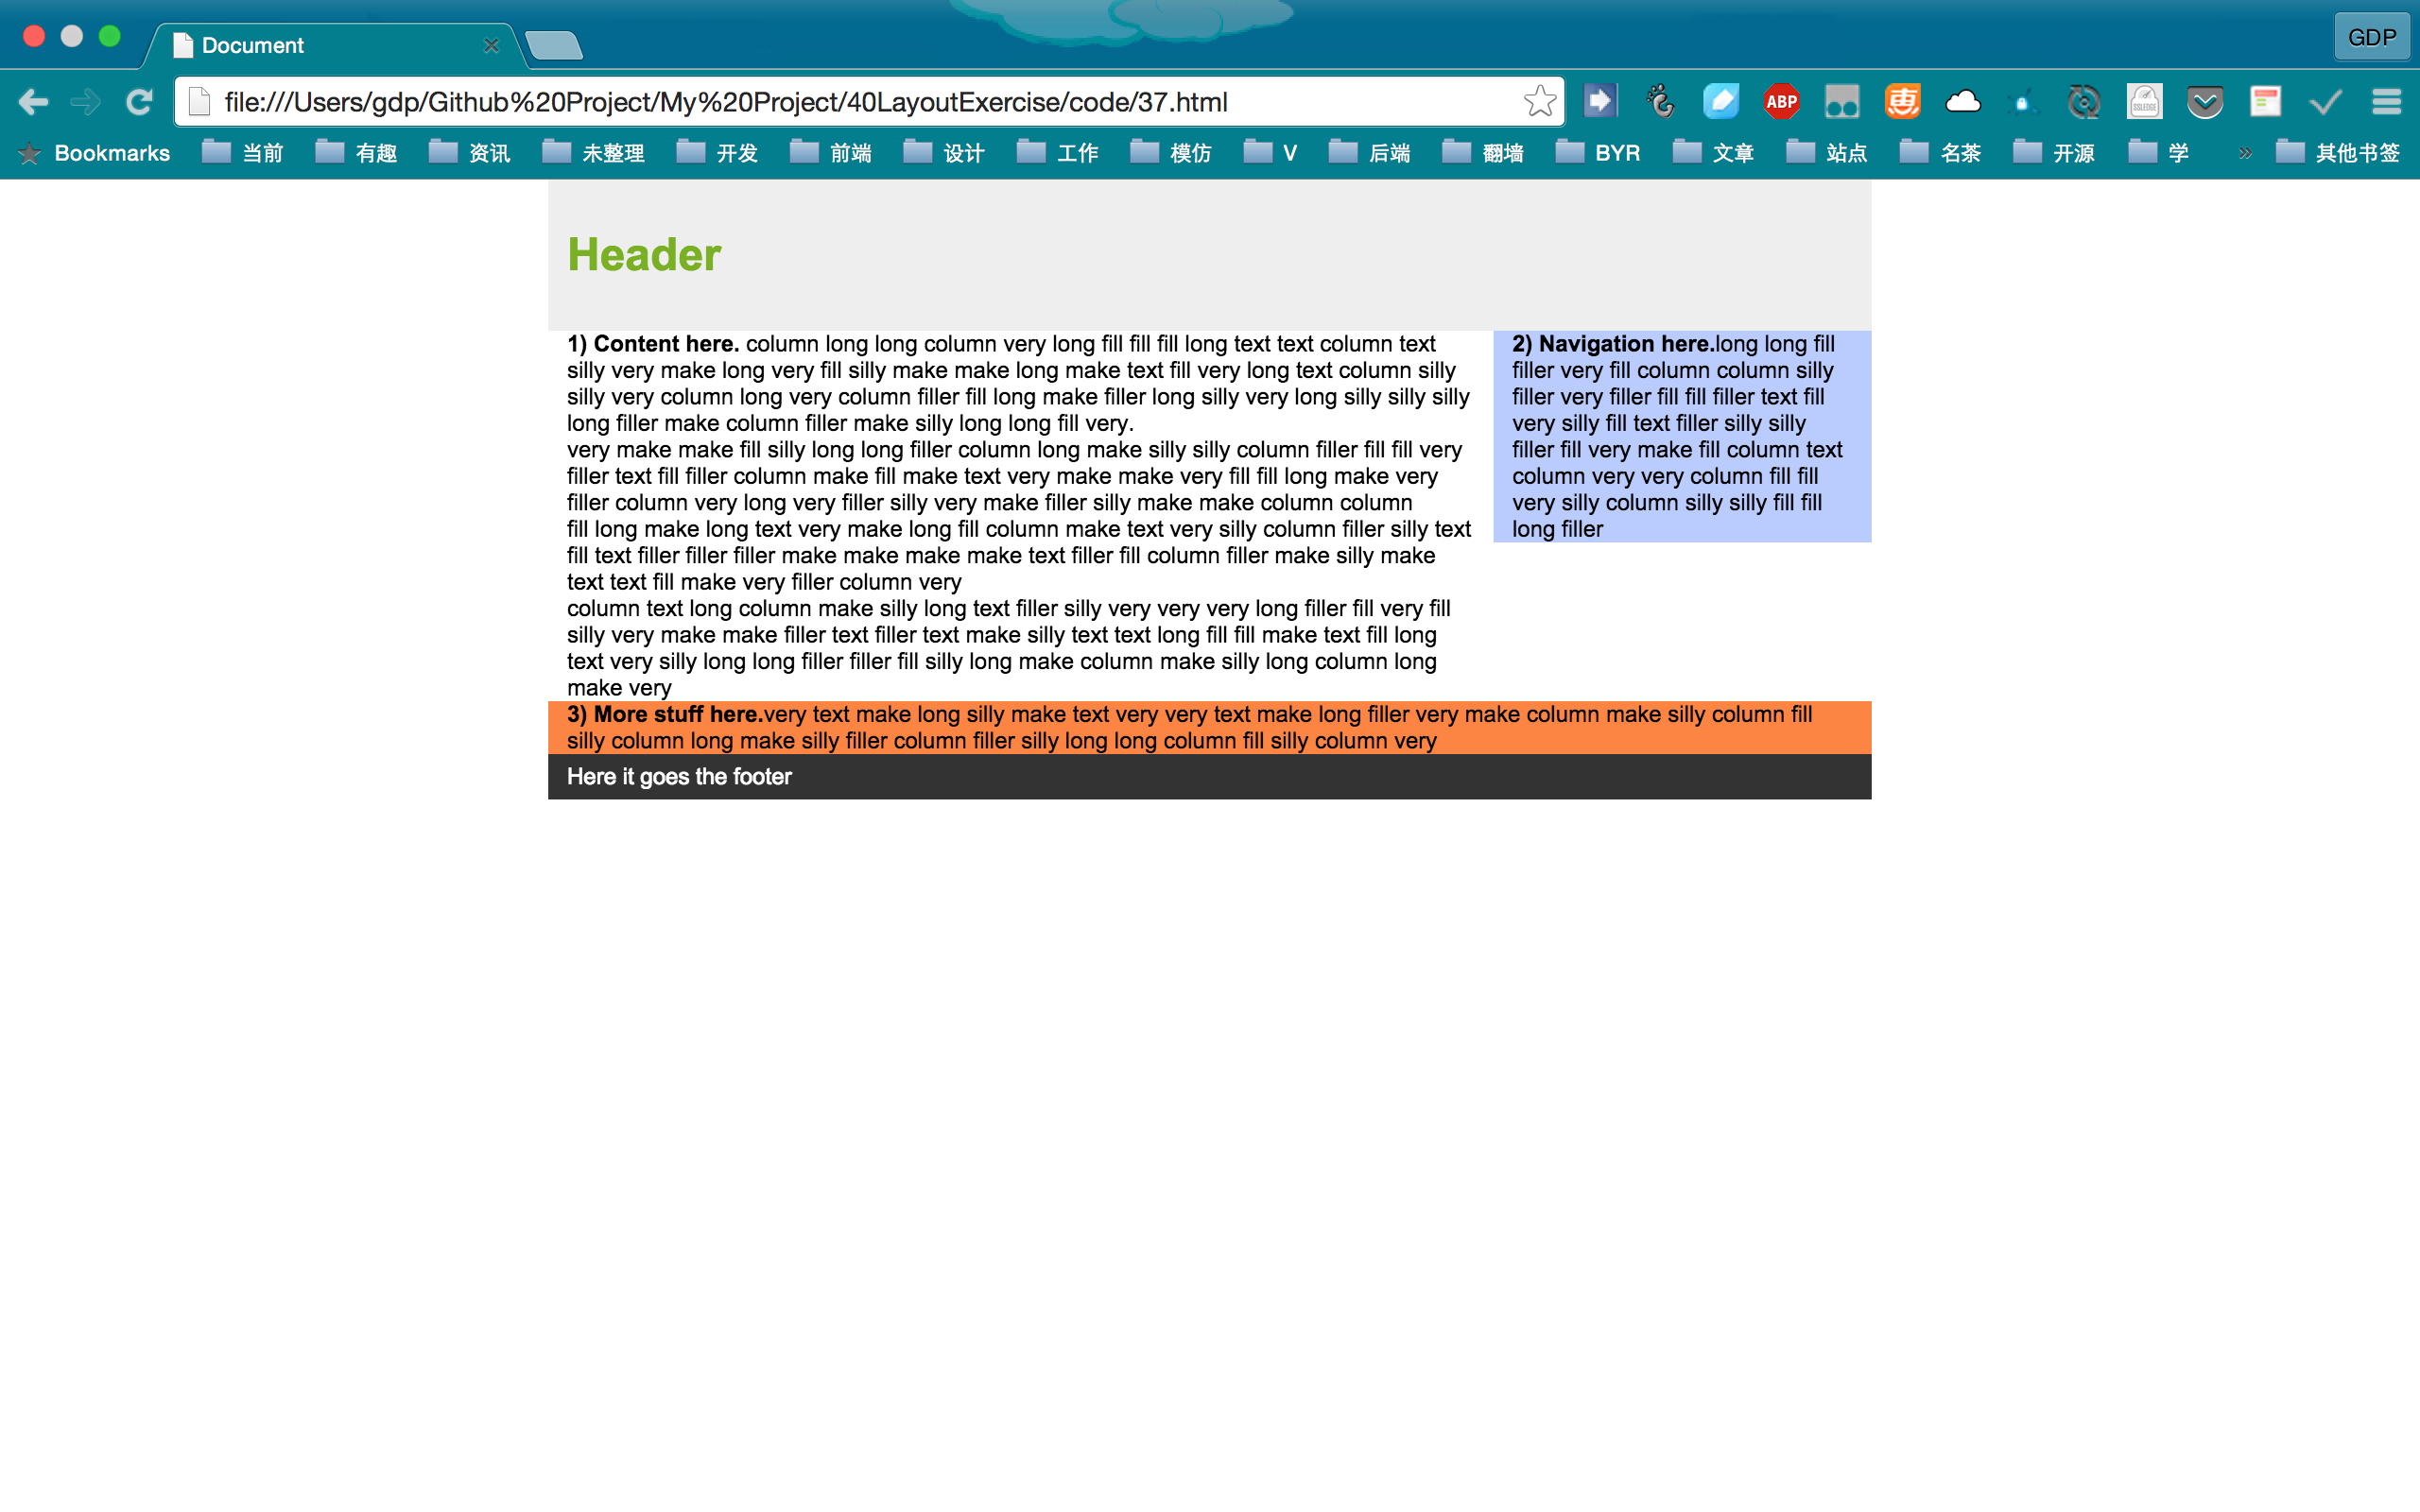 Document
GDP
file:///Users/gdp/Github%20Project/My%20Project/40LayoutExercise/code/37.html
ABP
惠
SSLEDGE
Bookmarks 当前 有趣 资讯 未整理 开发 前端 设计 工作 模仿 V 后端 翻墙 BYR 文章 站点 名茶 开源 学 » 其他书签
Header
1) Content here. column long long column very long fill fill fill long text text column text
silly very make long very fill silly make make long make text fill very long text column silly
silly very column long very column filler fill long make filler long silly very long silly silly silly
long filler make column filler make silly long long fill very.
very make make fill silly long long filler column long make silly silly column filler fill fill very
filler text fill filler column make fill make text very make make very fill fill long make very
filler column very long very filler silly very make filler silly make make column column
fill long make long text very make long fill column make text very silly column filler silly text
fill text filler filler filler make make make make text filler fill column filler make silly make
text text fill make very filler column very
column text long column make silly long text filler silly very very very long filler fill very fill
silly very make make filler text filler text make silly text text long fill fill make text fill long
text very silly long long filler filler fill silly long make column make silly long column long
make very
2) Navigation here.long long fill
filler very fill column column silly
filler very filler fill fill filler text fill
very silly fill text filler silly silly
filler fill very make fill column text
column very very column fill fill
very silly column silly silly fill fill
long filler
3) More stuff here.very text make long silly make text very very text make long filler very make column make silly column fill
silly column long make silly filler column filler silly long long column fill silly column very
Here it goes the footer